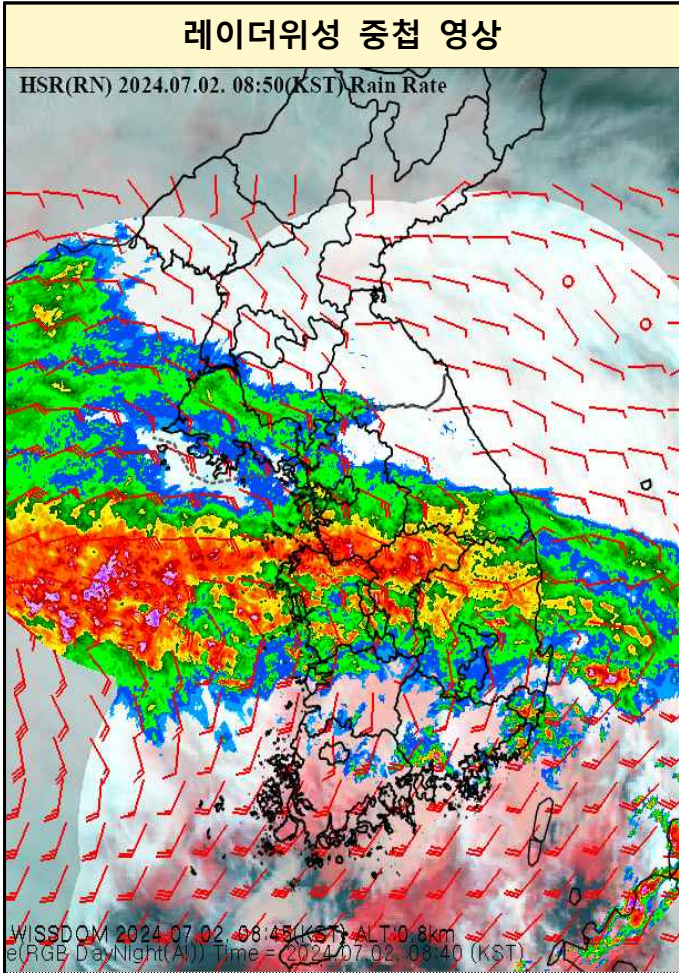 레이더위성 중첩 영상
HSR(RN) 2024.07.02. 08:50(KST) Rain Rate
WISSDOM 2024.07.02. 08:45(KST) ALT:0.8km
e(RGB DayNight(AI)) Time = (2024.07.02. 08:40 (KST)